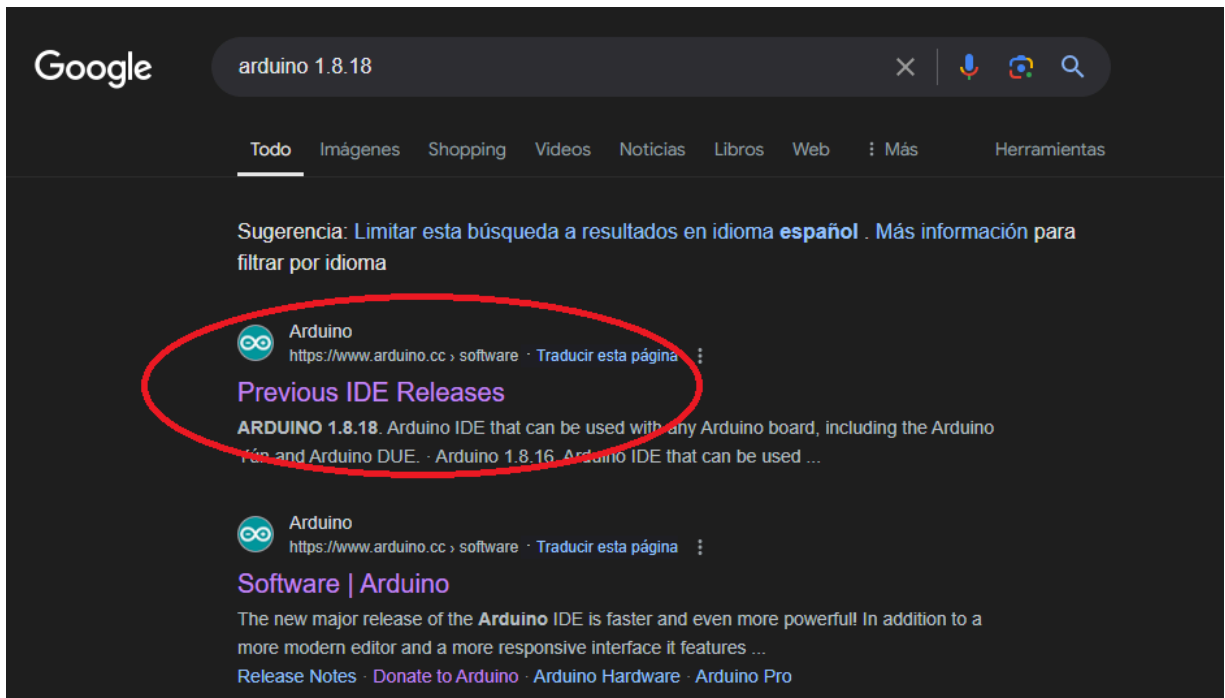 Google
arduino 1.8.18
Todo Imágenes Shopping Videos Noticias Libros Web Más Herramientas
Sugerencia: Limitar esta búsqueda a resultados en idioma español . Más información para
filtrar por idioma
Arduino
https://www.arduino.cc › software · Traducir esta página
Previous IDE Releases
ARDUINO 1.8.18. Arduino IDE that can be used with any Arduino board, including the Arduino
Yún and Arduino DUE. · Arduino 1.8.16. Arduino IDE that can be used ...
Arduino
https://www.arduino.cc › software · Traducir esta página
Software | Arduino
The new major release of the Arduino IDE is faster and even more powerful! In addition to a
more modern editor and a more responsive interface it features ...
Release Notes · Donate to Arduino · Arduino Hardware · Arduino Pro